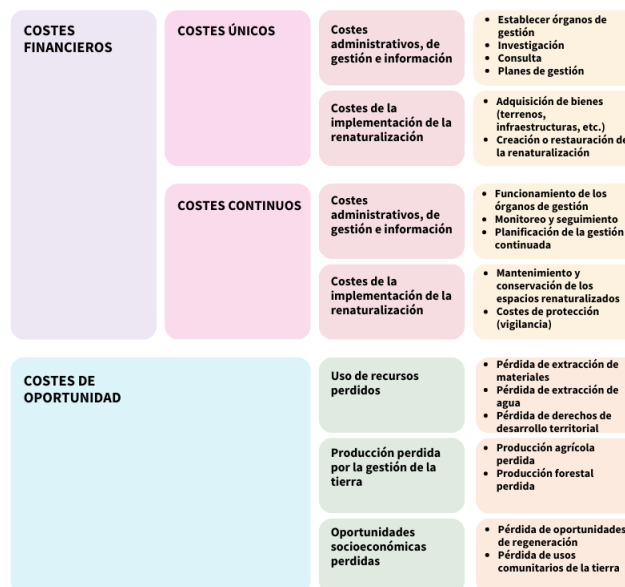 COSTES
FINANCIEROS
COSTES ÚNICOS
Costes
administrativos, de
gestión e información
• Establecer órganos de
gestión
• Investigación
• Consulta
• Planes de gestión
Costes de la
implementación de la
renaturalización
• Adquisición de bienes
(terrenos,
infraestructuras, etc.)
• Creación o restauración de
la renaturalización
COSTES CONTINUOS
Costes
administrativos, de
gestión e información
• Funcionamiento de los
órganos de gestión
• Monitoreo y seguimiento
• Planificación de la gestión
continuada
Costes de la
implementación de la
renaturalización
• Mantenimiento y
conservación de los
espacios renaturalizados
• Costes de protección
(vigilancia)
COSTES DE
OPORTUNIDAD
Uso de recursos
perdidos
• Pérdida de extracción de
materiales
• Pérdida de extracción de
agua
• Pérdida de derechos de
desarrollo territorial
Producción perdida
por la gestión de la
tierra
• Producción agrícola
perdida
• Producción forestal
perdida
Oportunidades
socioeconómicas
perdidas
• Pérdida de oportunidades
de regeneración
• Pérdida de usos
comunitarios de la tierra